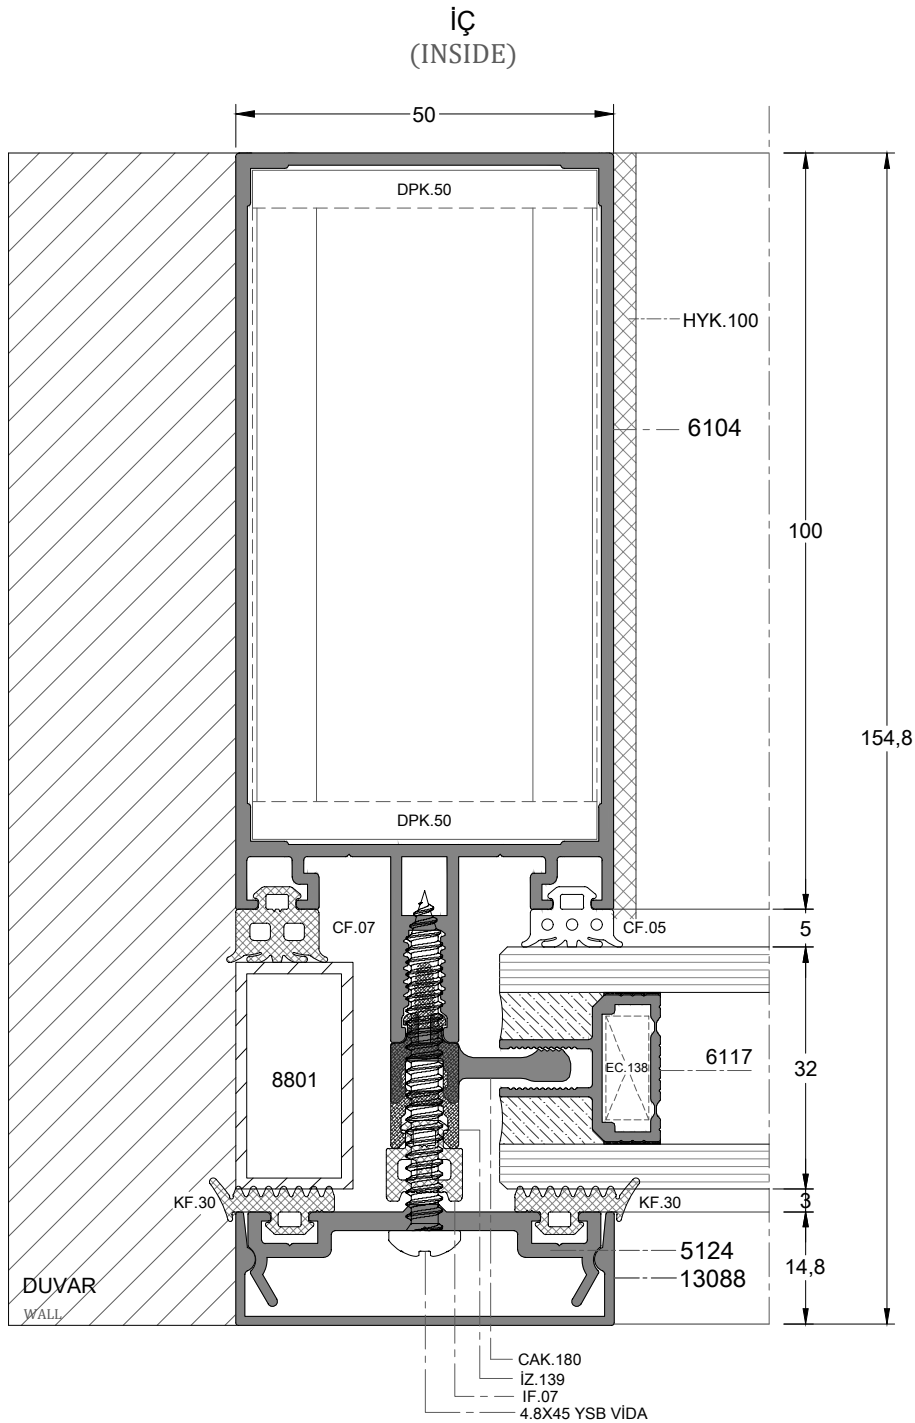 İÇ
(INSIDE)
50
DPK.50
HYK.100
6104
100
154,8
DPK.50
CF.07
CF.05
5
8801
EC.138
6117
32
KF.30
KF.30
3
5124
13088
14,8
DUVAR
WALL
CAK.180
İZ.139
IF.07
4.8X45 YSB VİDA